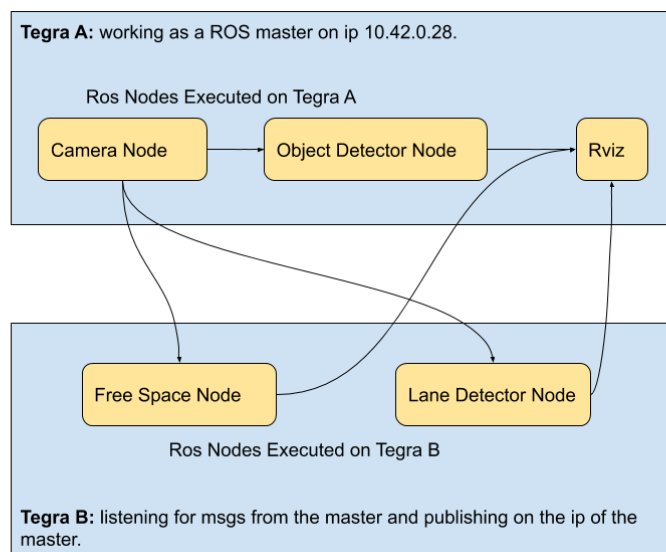 Tegra A: working as a ROS master on ip 10.42.0.28.
Ros Nodes Executed on Tegra A
Camera Node
Object Detector Node
Rviz
Free Space Node
Lane Detector Node
Ros Nodes Executed on Tegra B
Tegra B: listening for msgs from the master and publishing on the ip of the
master.